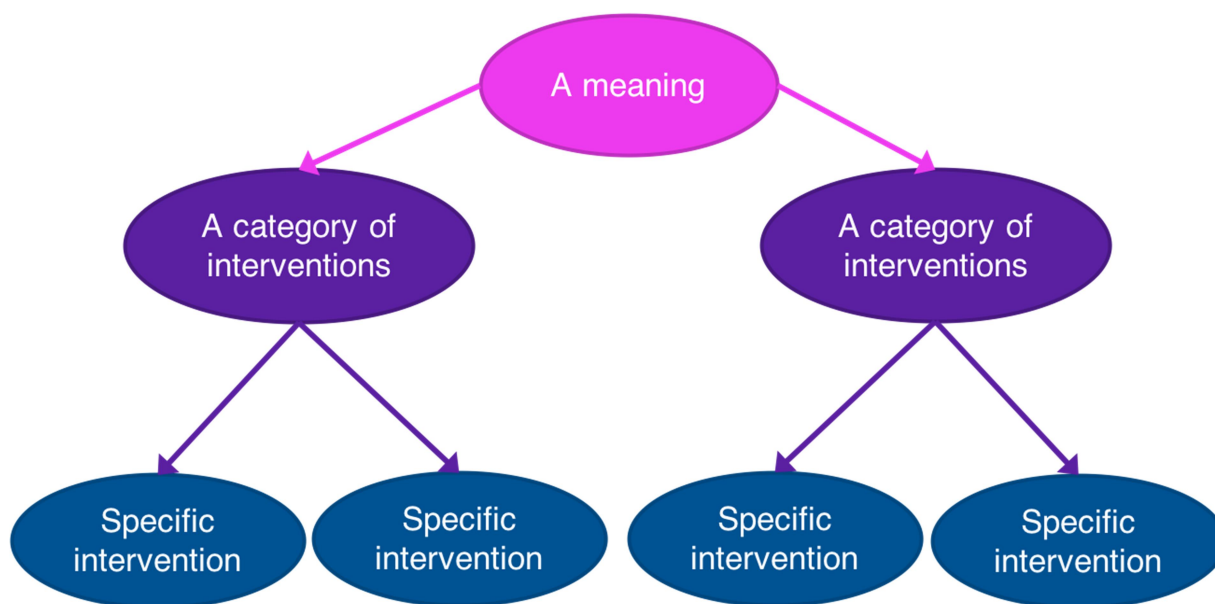 A meaning
A category of
interventions
A category of
interventions
Specific
intervention
Specific
intervention
Specific
intervention
Specific
intervention